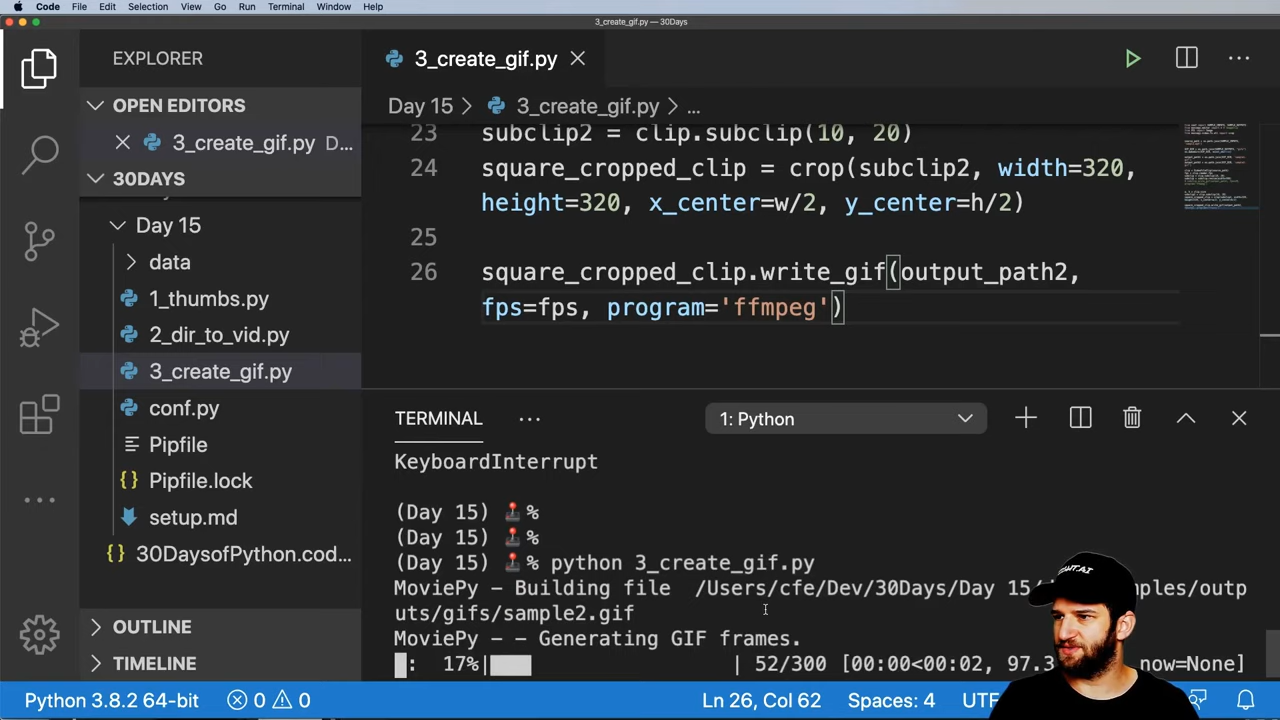 Code File Edit Selection View Go Run Terminal Window Help
3_create_gif.py — 30Days
EXPLORER
OPEN EDITORS
3_create_gif.py D...
30DAYS
Day 15
data
1_thumbs.py
2_dir_to_vid.py
3_create_gif.py
conf.py
Pipfile
Pipfile.lock
setup.md
30DaysofPython.cod...
OUTLINE
TIMELINE
3_create_gif.py
Day 15 > 3_create_gif.py > ...
23 subclip2 = clip.subclip(10, 20)
24 square_cropped_clip = crop(subclip2, width=320,
height=320, x_center=w/2, y_center=h/2)
25
26 square_cropped_clip.write_gif(output_path2,
fps=fps, program='ffmpeg')
TERMINAL ...
1: Python
KeyboardInterrupt
(Day 15) %
(Day 15) %
(Day 15) % python 3_create_gif.py
MoviePy - Building file /Users/cfe/Dev/30Days/Day 15/ mples/outp
uts/gifs/sample2.gif
MoviePy - - Generating GIF frames.
: 17%| | 52/300 [00:00<00:02, 97.3 now=None]
Python 3.8.2 64-bit 0 0 Ln 26, Col 62 Spaces: 4 UTF